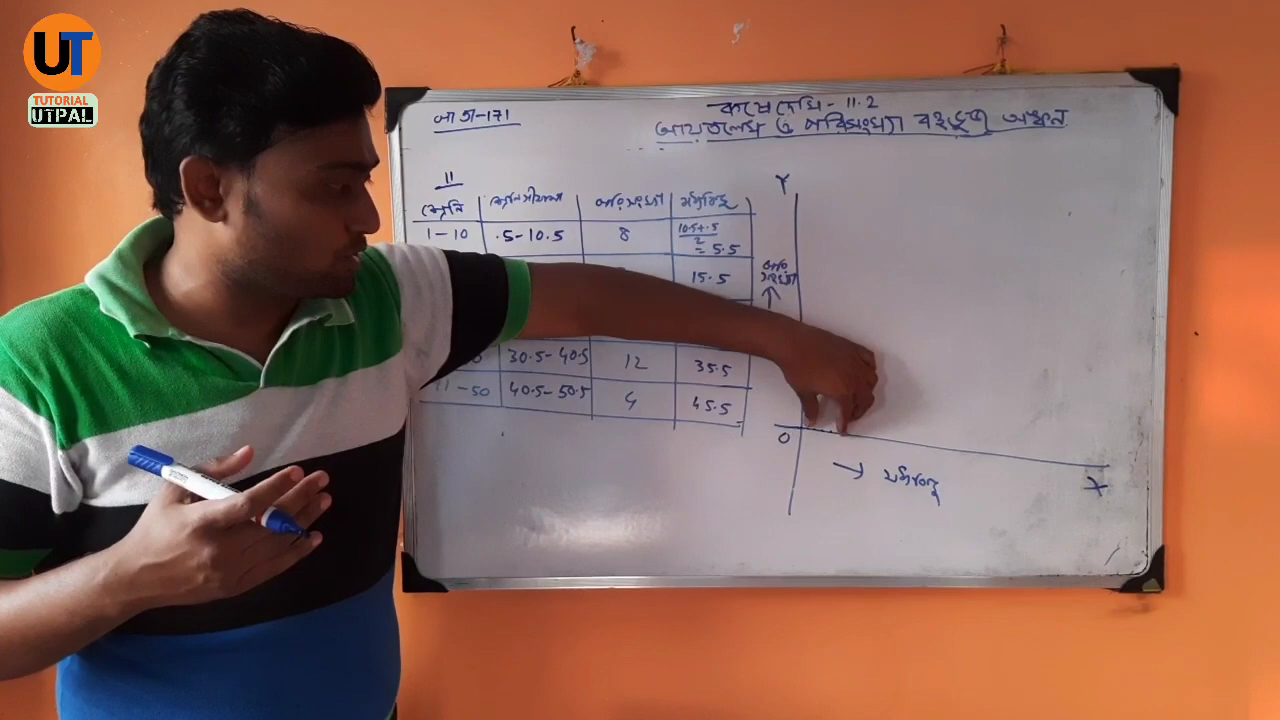 UT
TUTORIAL
UTPAL
পাতা-171
কষে দেখি - 11.2
আয়তলেখ ও পরিসংখ্যা বহুভুজ অঙ্কন
11
শ্রেণি | শ্রেণি সীমানা | পরিসংখ্যা | মধ্যবিন্দু
1-10 | .5-10.5 | 8 | 10.5+.5
2
= 5.5
15.5
30.5-40.5 | 12 | 35.5
-50 | 40.5-50.5 | 4 | 45.5
Y
পরি
সংখ্যা
O
→ মধ্যবিন্দু
X